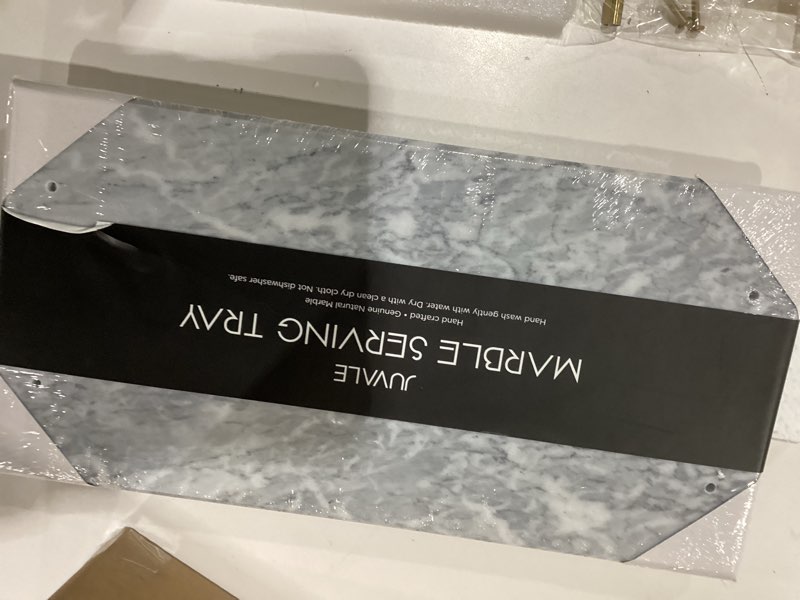 JUVALE
MARBLE SERVING TRAY
Hand crafted • Genuine Natural Marble
Hand wash gently with water. Dry with a clean dry cloth. Not dishwasher safe.